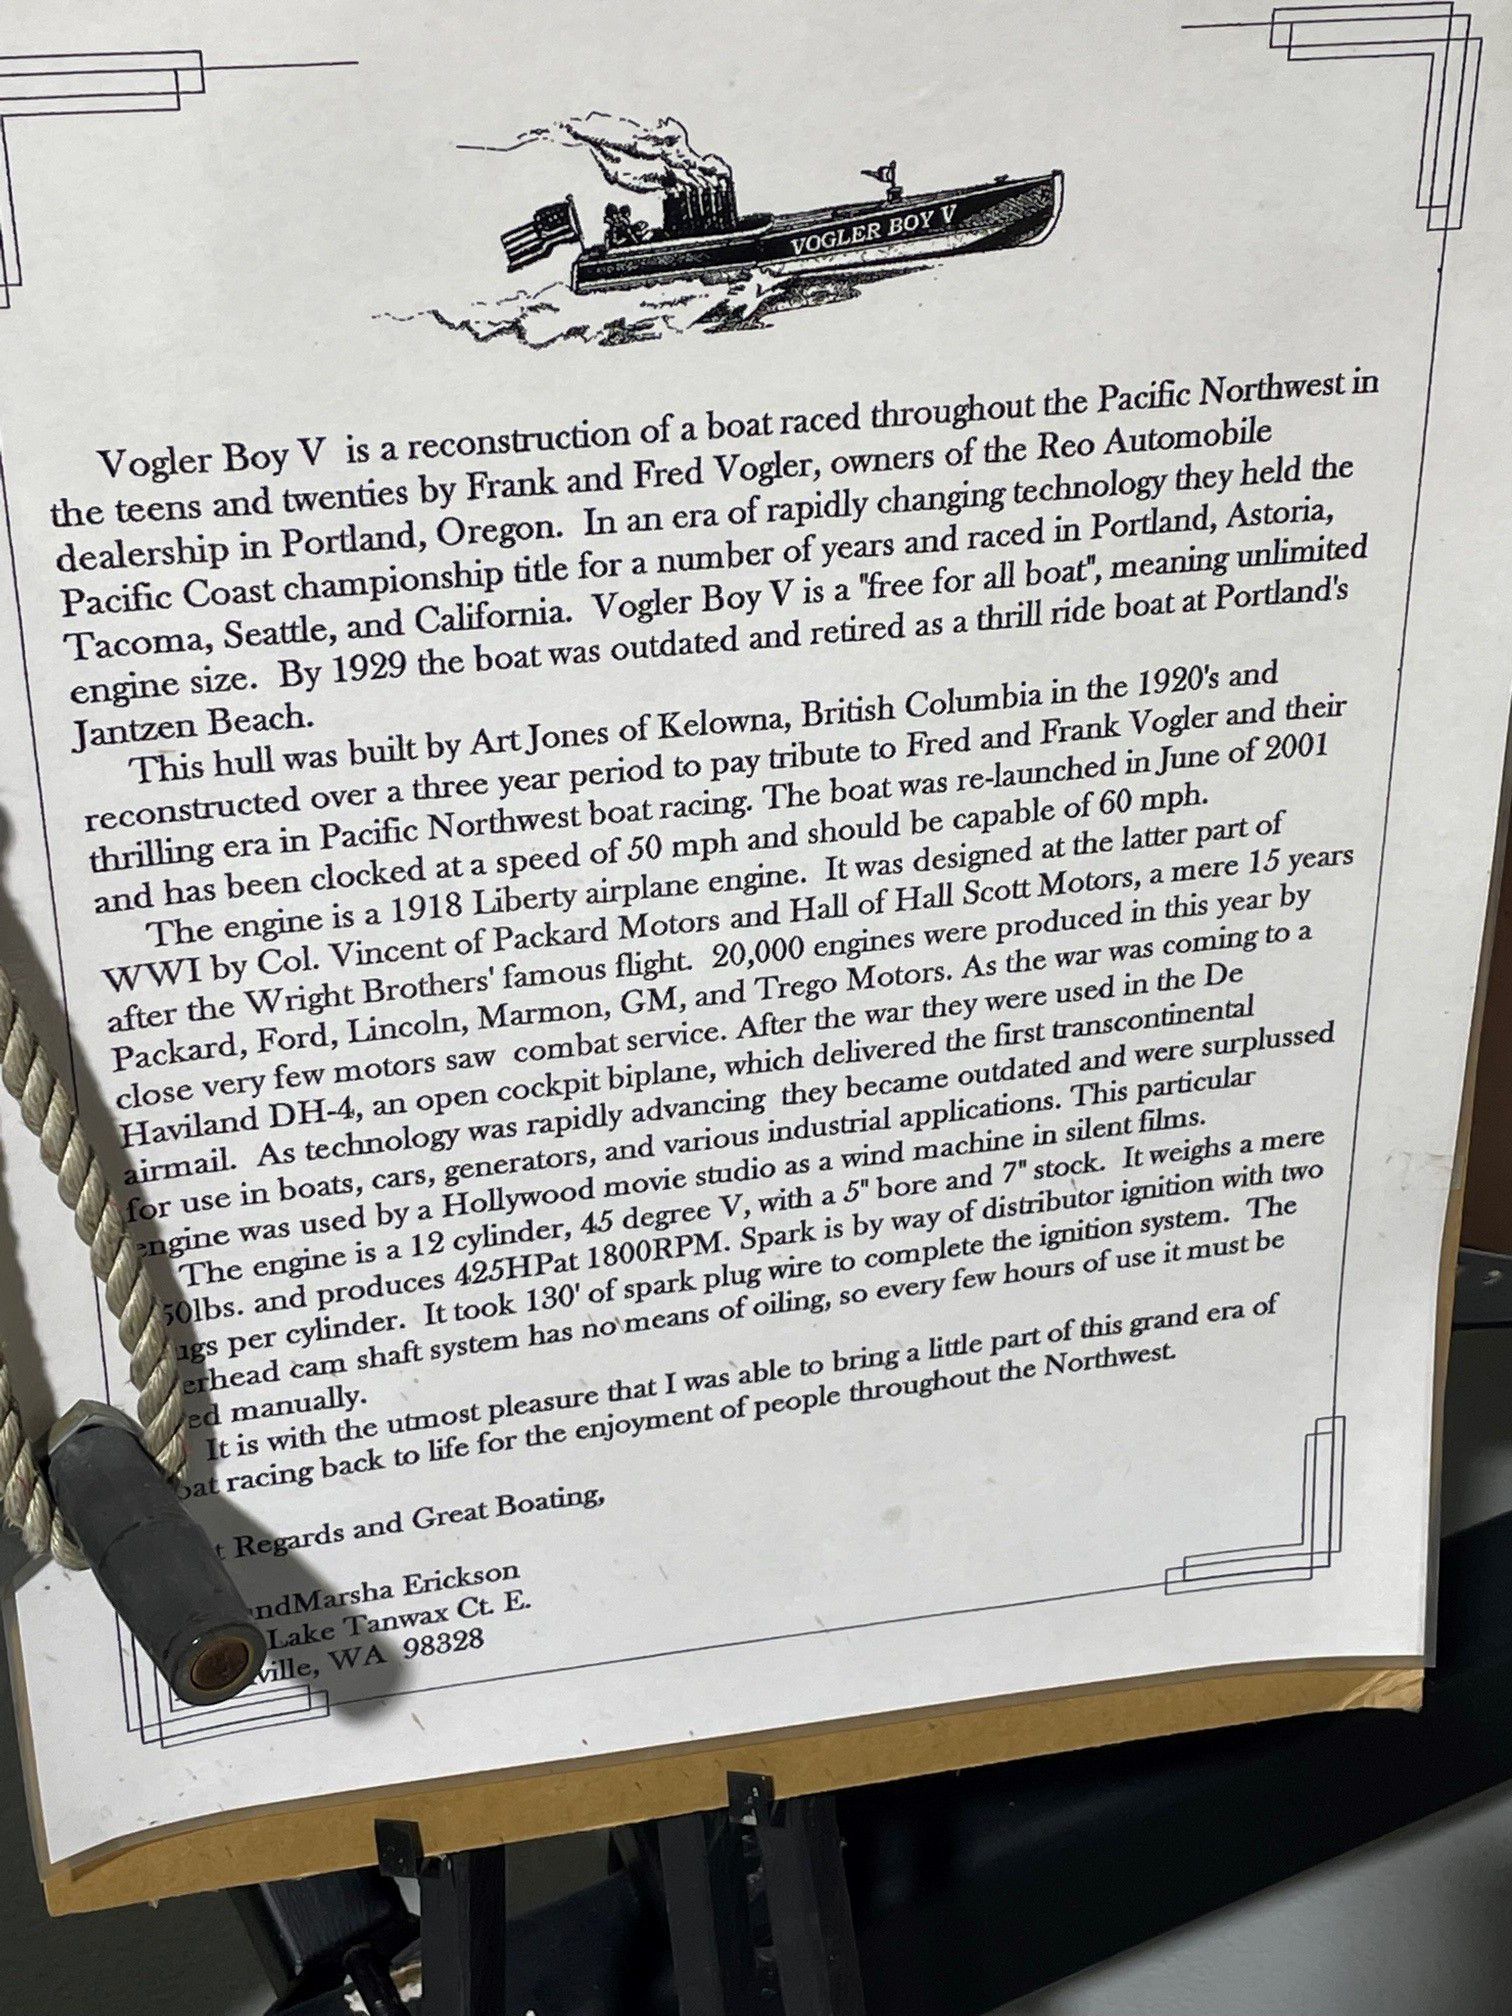 VOGLER BOY V
Vogler Boy V is a reconstruction of a boat raced throughout the Pacific Northwest in
the teens and twenties by Frank and Fred Vogler, owners of the Reo Automobile
dealership in Portland, Oregon. In an era of rapidly changing technology they held the
Pacific Coast championship title for a number of years and raced in Portland, Astoria,
Tacoma, Seattle, and California. Vogler Boy V is a "free for all boat", meaning unlimited
engine size. By 1929 the boat was outdated and retired as a thrill ride boat at Portland's
Jantzen Beach.
This hull was built by Art Jones of Kelowna, British Columbia in the 1920's and
reconstructed over a three year period to pay tribute to Fred and Frank Vogler and their
thrilling era in Pacific Northwest boat racing. The boat was re-launched in June of 2001
and has been clocked at a speed of 50 mph and should be capable of 60 mph.
The engine is a 1918 Liberty airplane engine. It was designed at the latter part of
WWI by Col. Vincent of Packard Motors and Hall of Hall Scott Motors, a mere 15 years
after the Wright Brothers' famous flight. 20,000 engines were produced in this year by
Packard, Ford, Lincoln, Marmon, GM, and Trego Motors. As the war was coming to a
close very few motors saw combat service. After the war they were used in the De
Haviland DH-4, an open cockpit biplane, which delivered the first transcontinental
airmail. As technology was rapidly advancing they became outdated and were surplussed
for use in boats, cars, generators, and various industrial applications. This particular
engine was used by a Hollywood movie studio as a wind machine in silent films.
The engine is a 12 cylinder, 45 degree V, with a 5" bore and 7" stock. It weighs a mere
50lbs. and produces 425HPat 1800RPM. Spark is by way of distributor ignition with two
per cylinder. It took 130' of spark plug wire to complete the ignition system. The
erhead cam shaft system has no means of oiling, so every few hours of use it must be
ed manually.
It is with the utmost pleasure that I was able to bring a little part of this grand era of
oat racing back to life for the enjoyment of people throughout the Northwest.
t Regards and Great Boating,
ndMarsha Erickson
Lake Tanwax Ct. E.
ville, WA 98328